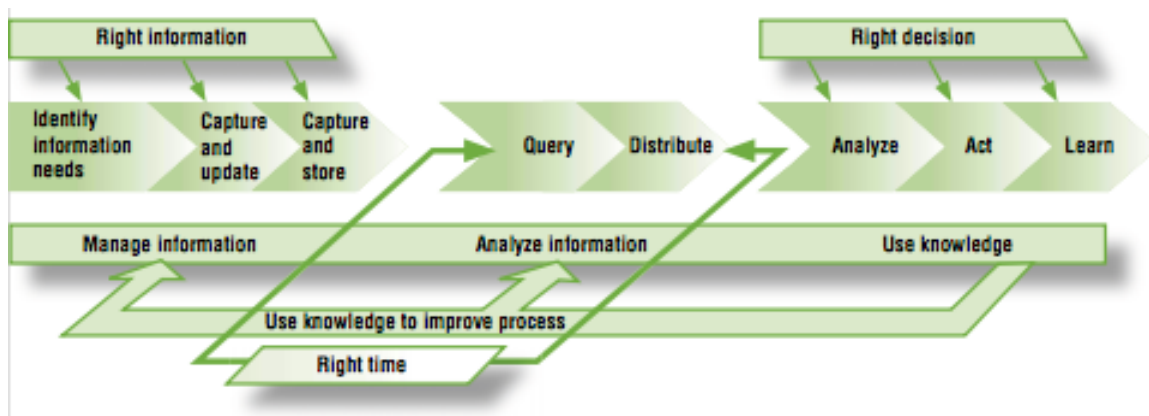 Right information
Right decision
Identify
information
needs
Capture
and
update
Capture
and
store
Query
Distribute
Analyze
Act
Learn
Manage information
Analyze information
Use knowledge
Use knowledge to improve process
Right time